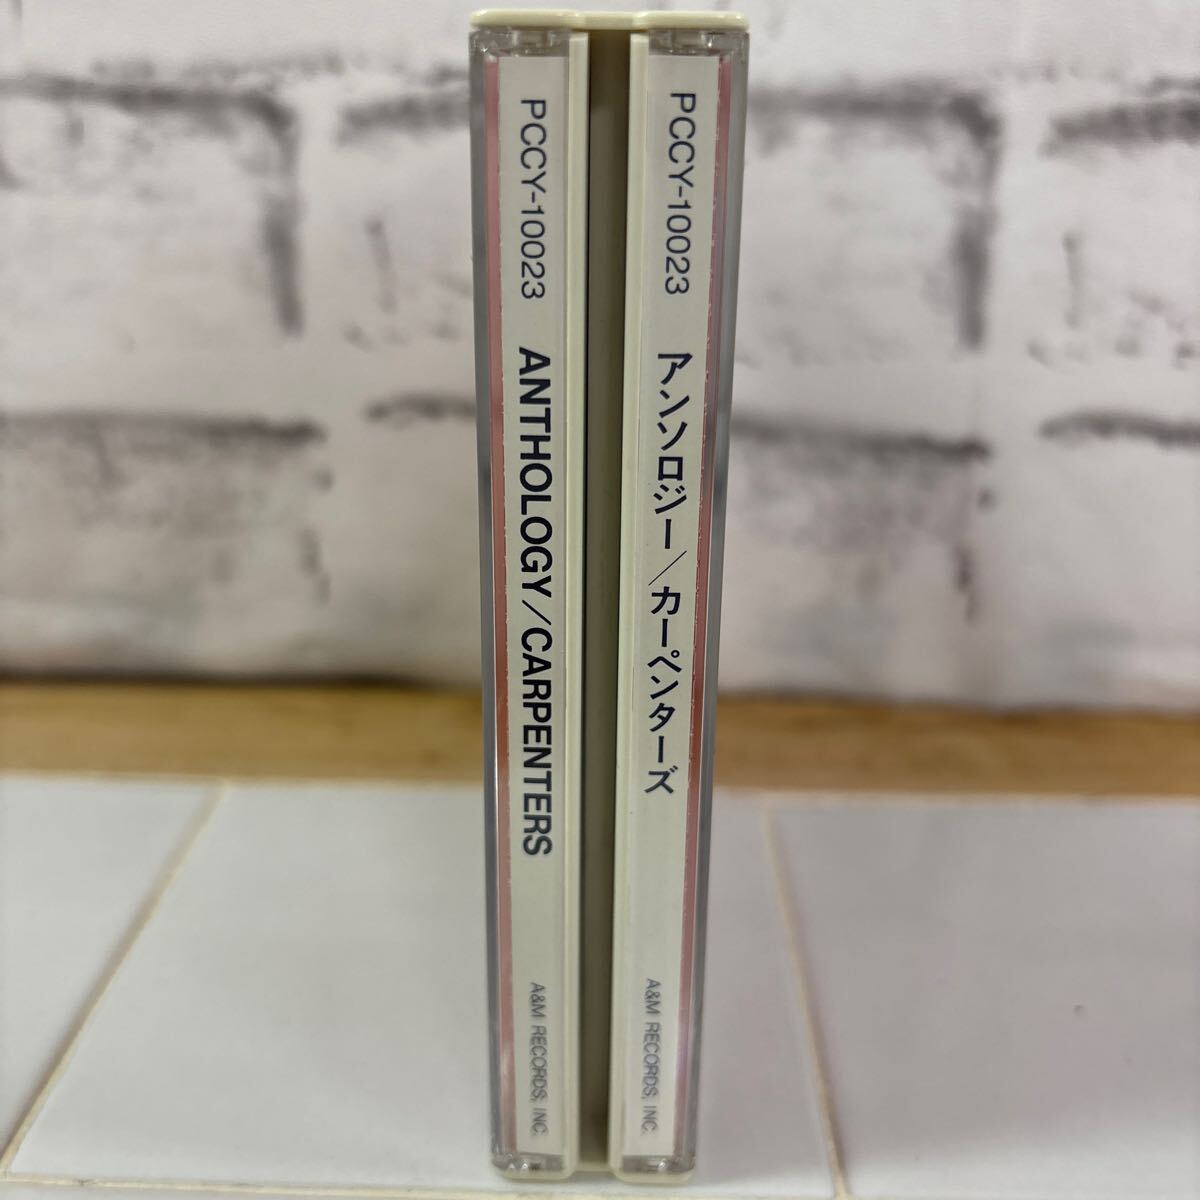 PCCY-10023 ANTHOLOGY/CARPENTERS A&M RECORDS, INC.
PCCY-10023 アンソロジー/カーペンターズ A&M RECORDS, INC.